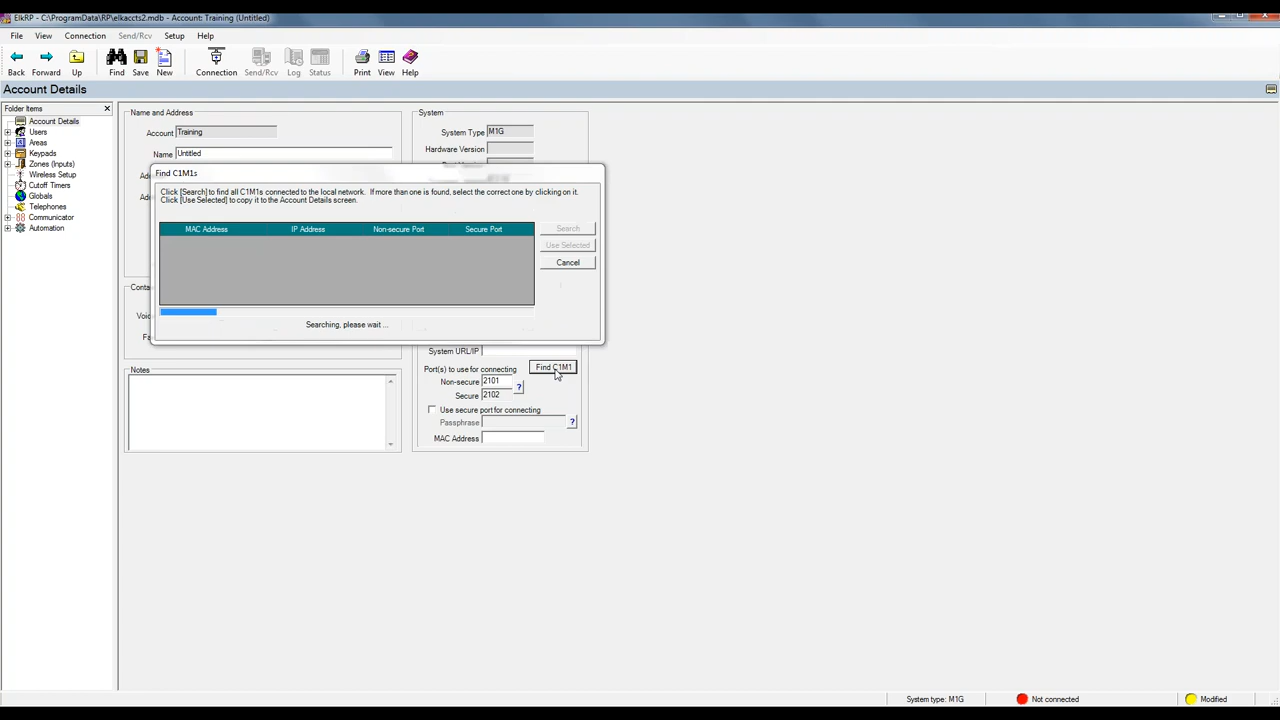 ElkRP - C:\ProgramData\RP\elkaccts2.mdb - Account: Training (Untitled)
File View Connection Send/Rcv Setup Help
Back Forward Up Find Save New Connection Send/Rcv Log Status Print View Help
Account Details
Folder Items
Account Details
Users
Areas
Keypads
Zones (Inputs)
Wireless Setup
Cutoff Timers
Globals
Telephones
Communicator
Automation
Name and Address
Account Training
Name Untitled
System
System Type M1G
Hardware Version
Find C1M1s
Click [Search] to find all C1M1s connected to the local network. If more than one is found, select the correct one by clicking on it.
Click [Use Selected] to copy it to the Account Details screen.
MAC Address IP Address Non-secure Port Secure Port
Search
Use Selected
Cancel
Searching, please wait ...
System URL/IP
Port(s) to use for connecting
Find C1M1
Non-secure 2101
?
Secure 2102
Use secure port for connecting
Passphrase
?
MAC Address
Notes
System type: M1G
Not connected
Modified